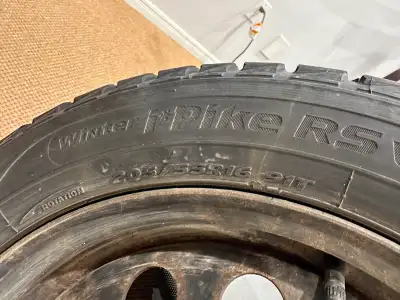 Winter i*Pike RS
205/55R16 91T
ROTATION